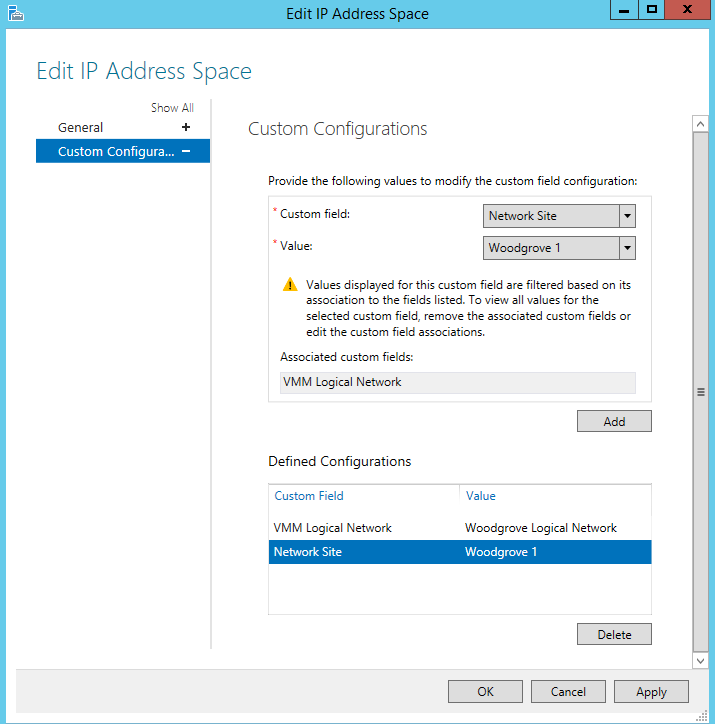 Edit IP Address Space
Edit IP Address Space
Show All
General +
Custom Configura... −
Custom Configurations
Provide the following values to modify the custom field configuration:
* Custom field: Network Site
* Value: Woodgrove 1
Values displayed for this custom field are filtered based on its
association to the fields listed. To view all values for the
selected custom field, remove the associated custom fields or
edit the custom field associations.
Associated custom fields:
VMM Logical Network
Add
Defined Configurations
Custom Field Value
VMM Logical Network Woodgrove Logical Network
Network Site Woodgrove 1
Delete
OK Cancel Apply